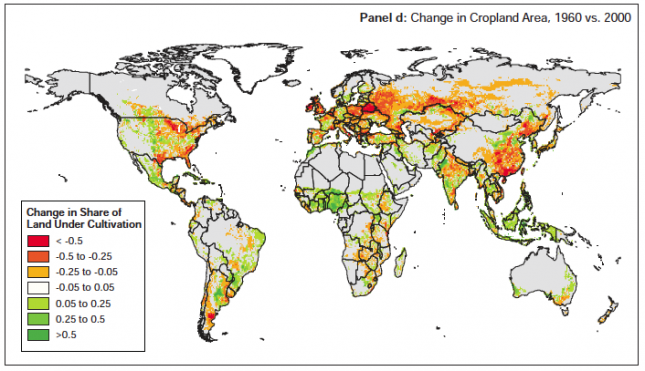 Panel d: Change in Cropland Area, 1960 vs. 2000
Change in Share of
Land Under Cultivation
< -0.5
-0.5 to -0.25
-0.25 to -0.05
-0.05 to 0.05
0.05 to 0.25
0.25 to 0.5
>0.5